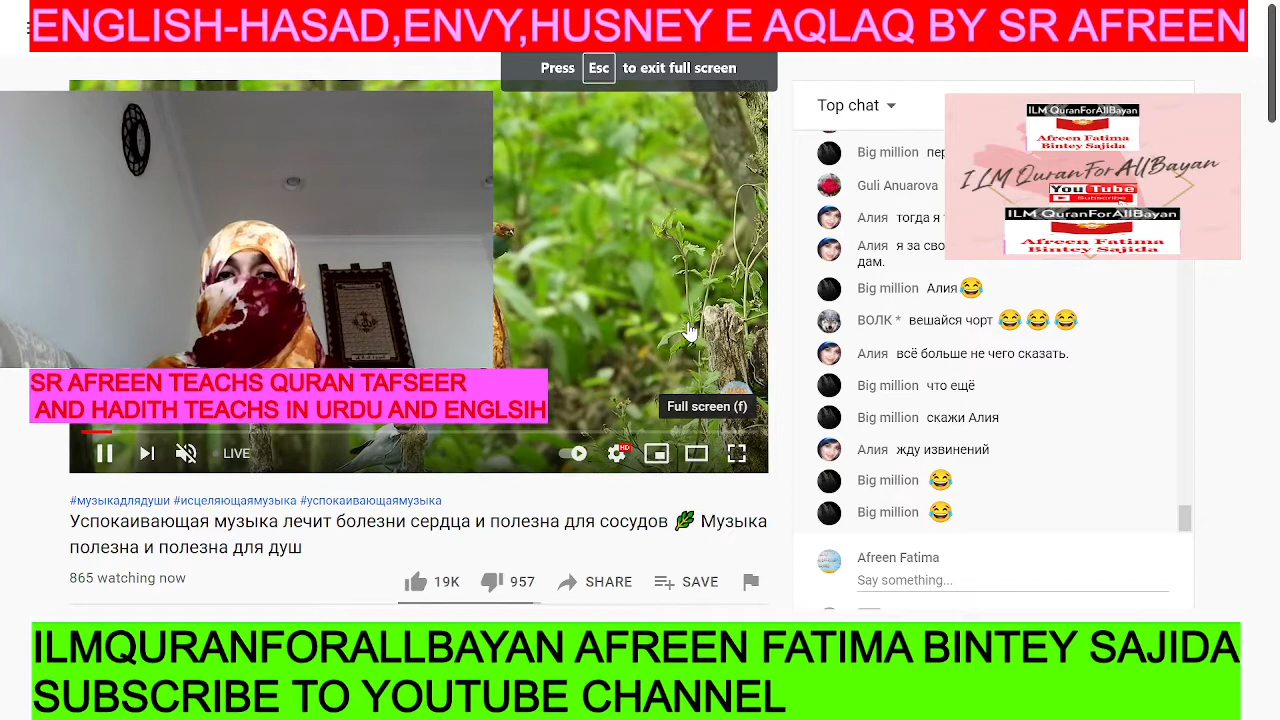 ENGLISH-HASAD,ENVY,HUSNEY E AQLAQ BY SR AFREEN
Press Esc to exit full screen
Top chat
ILM QuranForAllBayan
Afreen Fatima
Bintey Sajida
ILM QuranForAllBayan
YouTube
Subscribe
ILM QuranForAllBayan
Afreen Fatima
Bintey Sajida
Big million
Guli Anuarova
Алия тогда я
Алия я за сво
дам.
Big million Алия😂
ВОЛК * вешайся чорт 😂 😂 😂
Алия всё больше не чего сказать.
Big million что ещё
Big million скажи Алия
Алия жду извинений
Big million 😂
Big million 😂
Afreen Fatima
Say something...
SR AFREEN TEACHS QURAN TAFSEER
AND HADITH TEACHS IN URDU AND ENGLSIH
Full screen (f)
LIVE
HD
#музыкадлядуши #исцеляющаямузыка #успокаивающаямузыка
Успокаивающая музыка лечит болезни сердца и полезна для сосудов 🌿 Музыка
полезна и полезна для душ
865 watching now
19K 957 SHARE SAVE
ILMQURANFORALLBAYAN AFREEN FATIMA BINTEY SAJIDA
SUBSCRIBE TO YOUTUBE CHANNEL